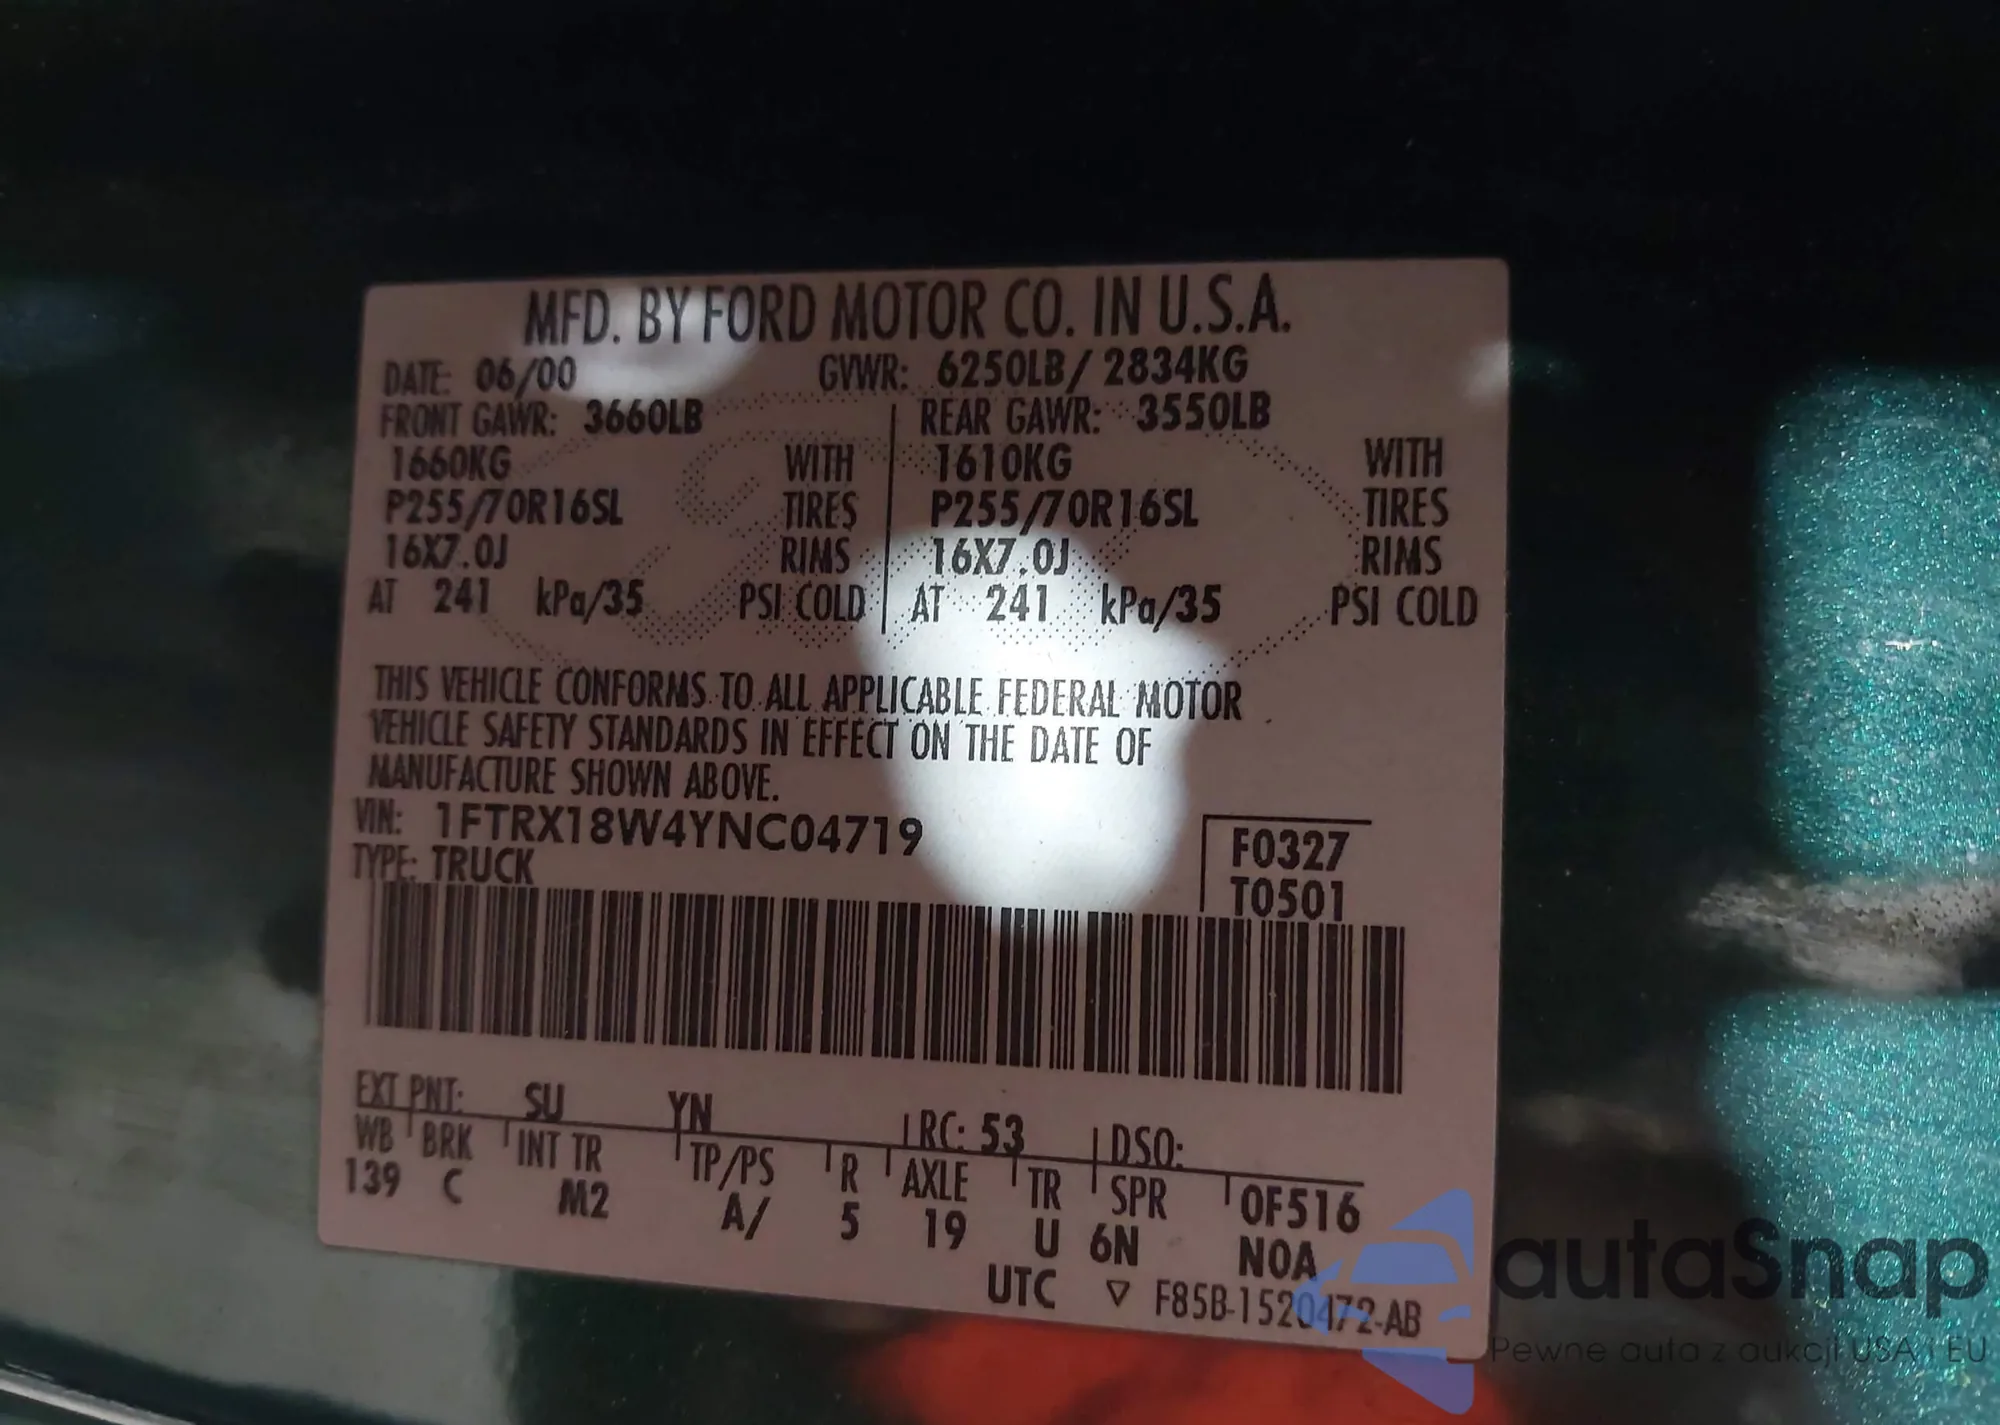 MFD. BY FORD MOTOR CO. IN U.S.A.
DATE: 06/00 GVWR: 6250LB/ 2834KG
FRONT GAWR: 3660LB REAR GAWR: 3550LB
1660KG WITH 1610KG WITH
P255/70R16SL TIRES P255/70R16SL TIRES
16X7.0J RIMS 16X7.0J RIMS
AT 241 kPa/35 PSI COLD AT 241 kPa/35 PSI COLD
THIS VEHICLE CONFORMS TO ALL APPLICABLE FEDERAL MOTOR
VEHICLE SAFETY STANDARDS IN EFFECT ON THE DATE OF
MANUFACTURE SHOWN ABOVE.
VIN: 1FTRX18W4YNC04719
TYPE: TRUCK
F0327
T0501
EXT PNT: SU YN RC: 53 DSO:
WB BRK INT TR TP/PS R AXLE TR SPR 0F516
139 C M2 A/ 5 19 U 6N N0A
UTC ▽ F85B-1520472-AB
autaSnap
Pewne auta z aukcji USA i EU